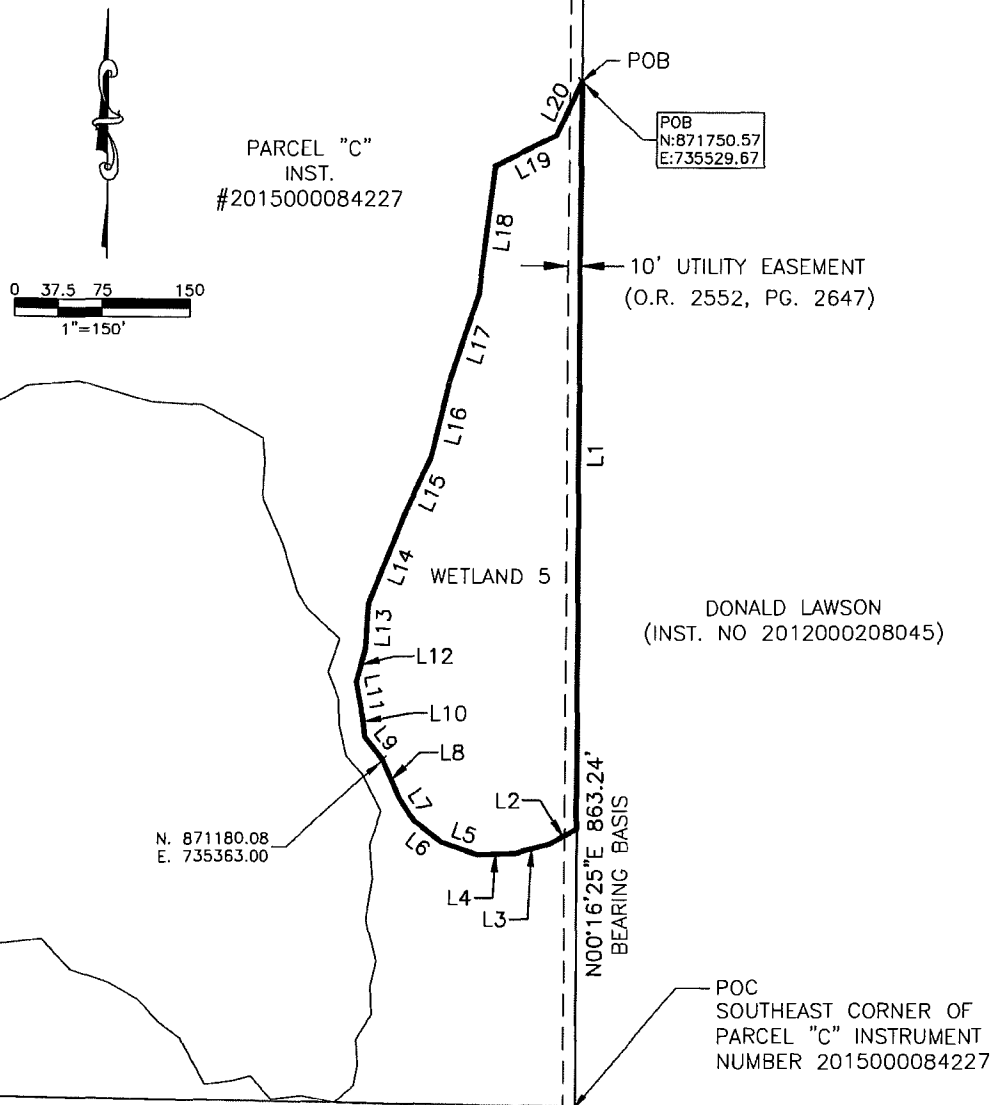 POB
POB
N:871750.57
E:735529.67
L20
L19
PARCEL "C"
INST.
#2015000084227
L18
10' UTILITY EASEMENT
(O.R. 2552, PG. 2647)
0 37.5 75 150
1"=150'
L17
L16
L1
L15
L14
WETLAND 5
DONALD LAWSON
(INST. NO 2012000208045)
L13
L12
L11
L10
L9
L8
L7
L2
N. 871180.08
E. 735363.00
L6
L5
L4
L3
N00°16'25"E 863.24'
BEARING BASIS
POC
SOUTHEAST CORNER OF
PARCEL "C" INSTRUMENT
NUMBER 2015000084227